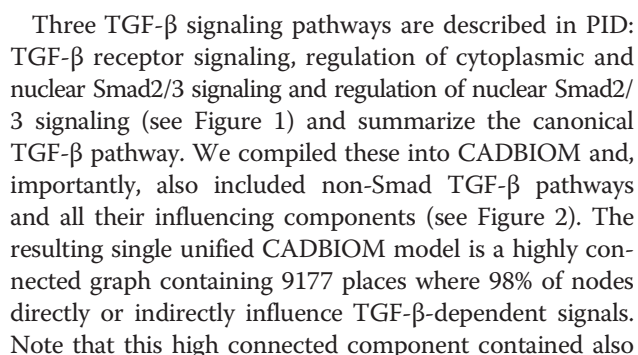 Three TGF-β signaling pathways are described in PID:
TGF-β receptor signaling, regulation of cytoplasmic and
nuclear Smad2/3 signaling and regulation of nuclear Smad2/
3 signaling (see Figure 1) and summarize the canonical
TGF-β pathway. We compiled these into CADBIOM and,
importantly, also included non-Smad TGF-β pathways
and all their influencing components (see Figure 2). The
resulting single unified CADBIOM model is a highly con-
nected graph containing 9177 places where 98% of nodes
directly or indirectly influence TGF-β-dependent signals.
Note that this high connected component contained also